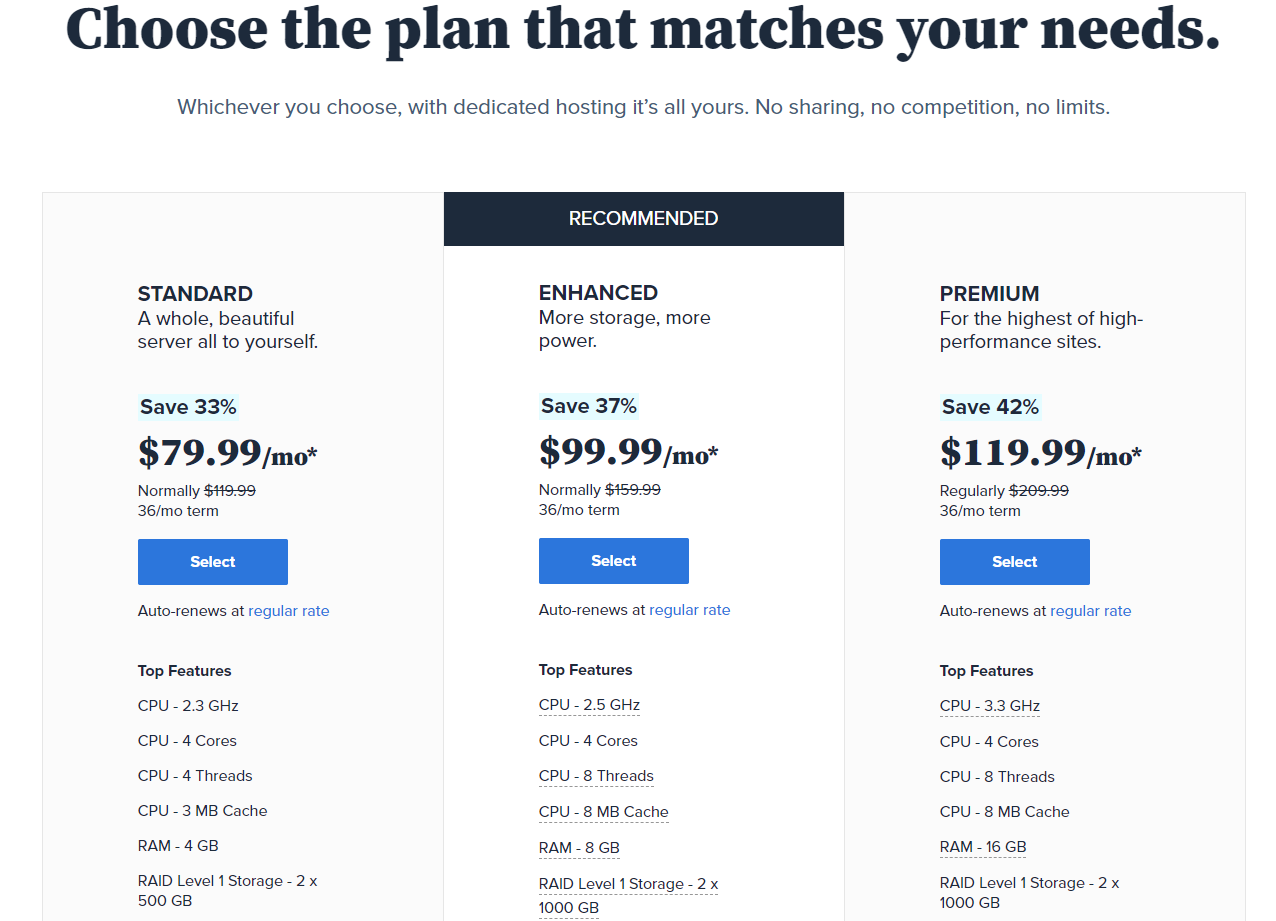 Choose the plan that matches your needs.
Whichever you choose, with dedicated hosting it’s all yours. No sharing, no competition, no limits.
STANDARD
A whole, beautiful
server all to yourself.
Save 33%
$79.99/mo*
Normally $119.99
36/mo term
Select
Auto-renews at regular rate
Top Features
CPU - 2.3 GHz
CPU - 4 Cores
CPU - 4 Threads
CPU - 3 MB Cache
RAM - 4 GB
RAID Level 1 Storage - 2 x
500 GB
RECOMMENDED
ENHANCED
More storage, more
power.
Save 37%
$99.99/mo*
Normally $159.99
36/mo term
Select
Auto-renews at regular rate
Top Features
CPU - 2.5 GHz
CPU - 4 Cores
CPU - 8 Threads
CPU - 8 MB Cache
RAM - 8 GB
RAID Level 1 Storage - 2 x
1000 GB
PREMIUM
For the highest of high-
performance sites.
Save 42%
$119.99/mo*
Regularly $209.99
36/mo term
Select
Auto-renews at regular rate
Top Features
CPU - 3.3 GHz
CPU - 4 Cores
CPU - 8 Threads
CPU - 8 MB Cache
RAM - 16 GB
RAID Level 1 Storage - 2 x
1000 GB